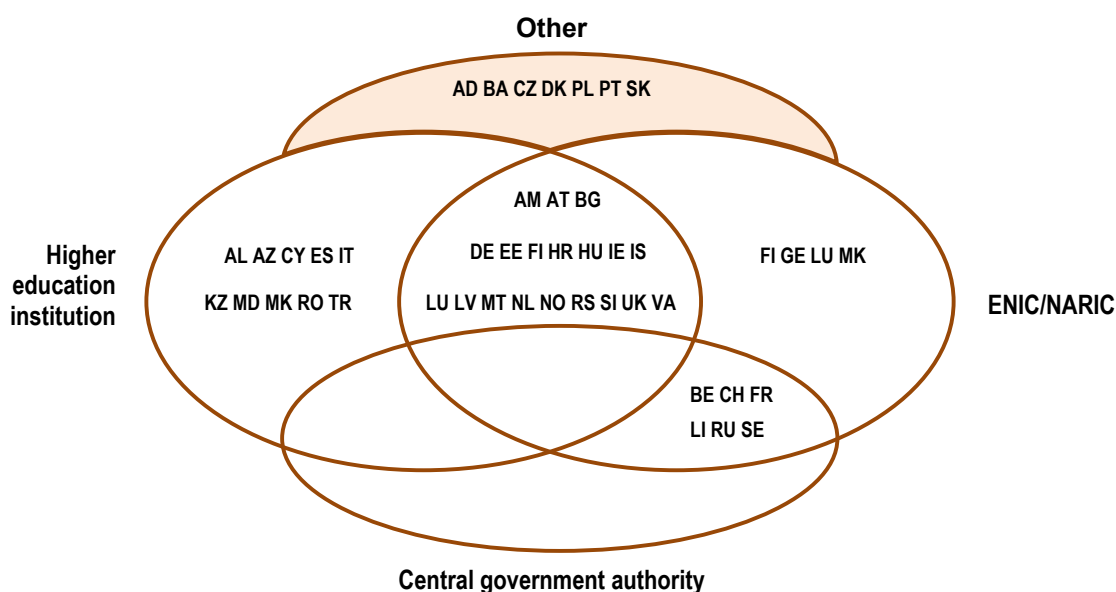 Other
AD BA CZ DK PL PT SK
AM AT BG
Higher
education
institution
AL AZ CY ES IT
KZ MD MK RO TR
DE EE FI HR HU IE IS
LU LV MT NL NO RS SI UK VA
FI GE LU MK
ENIC/NARIC
BE CH FR
LI RU SE
Central government authority